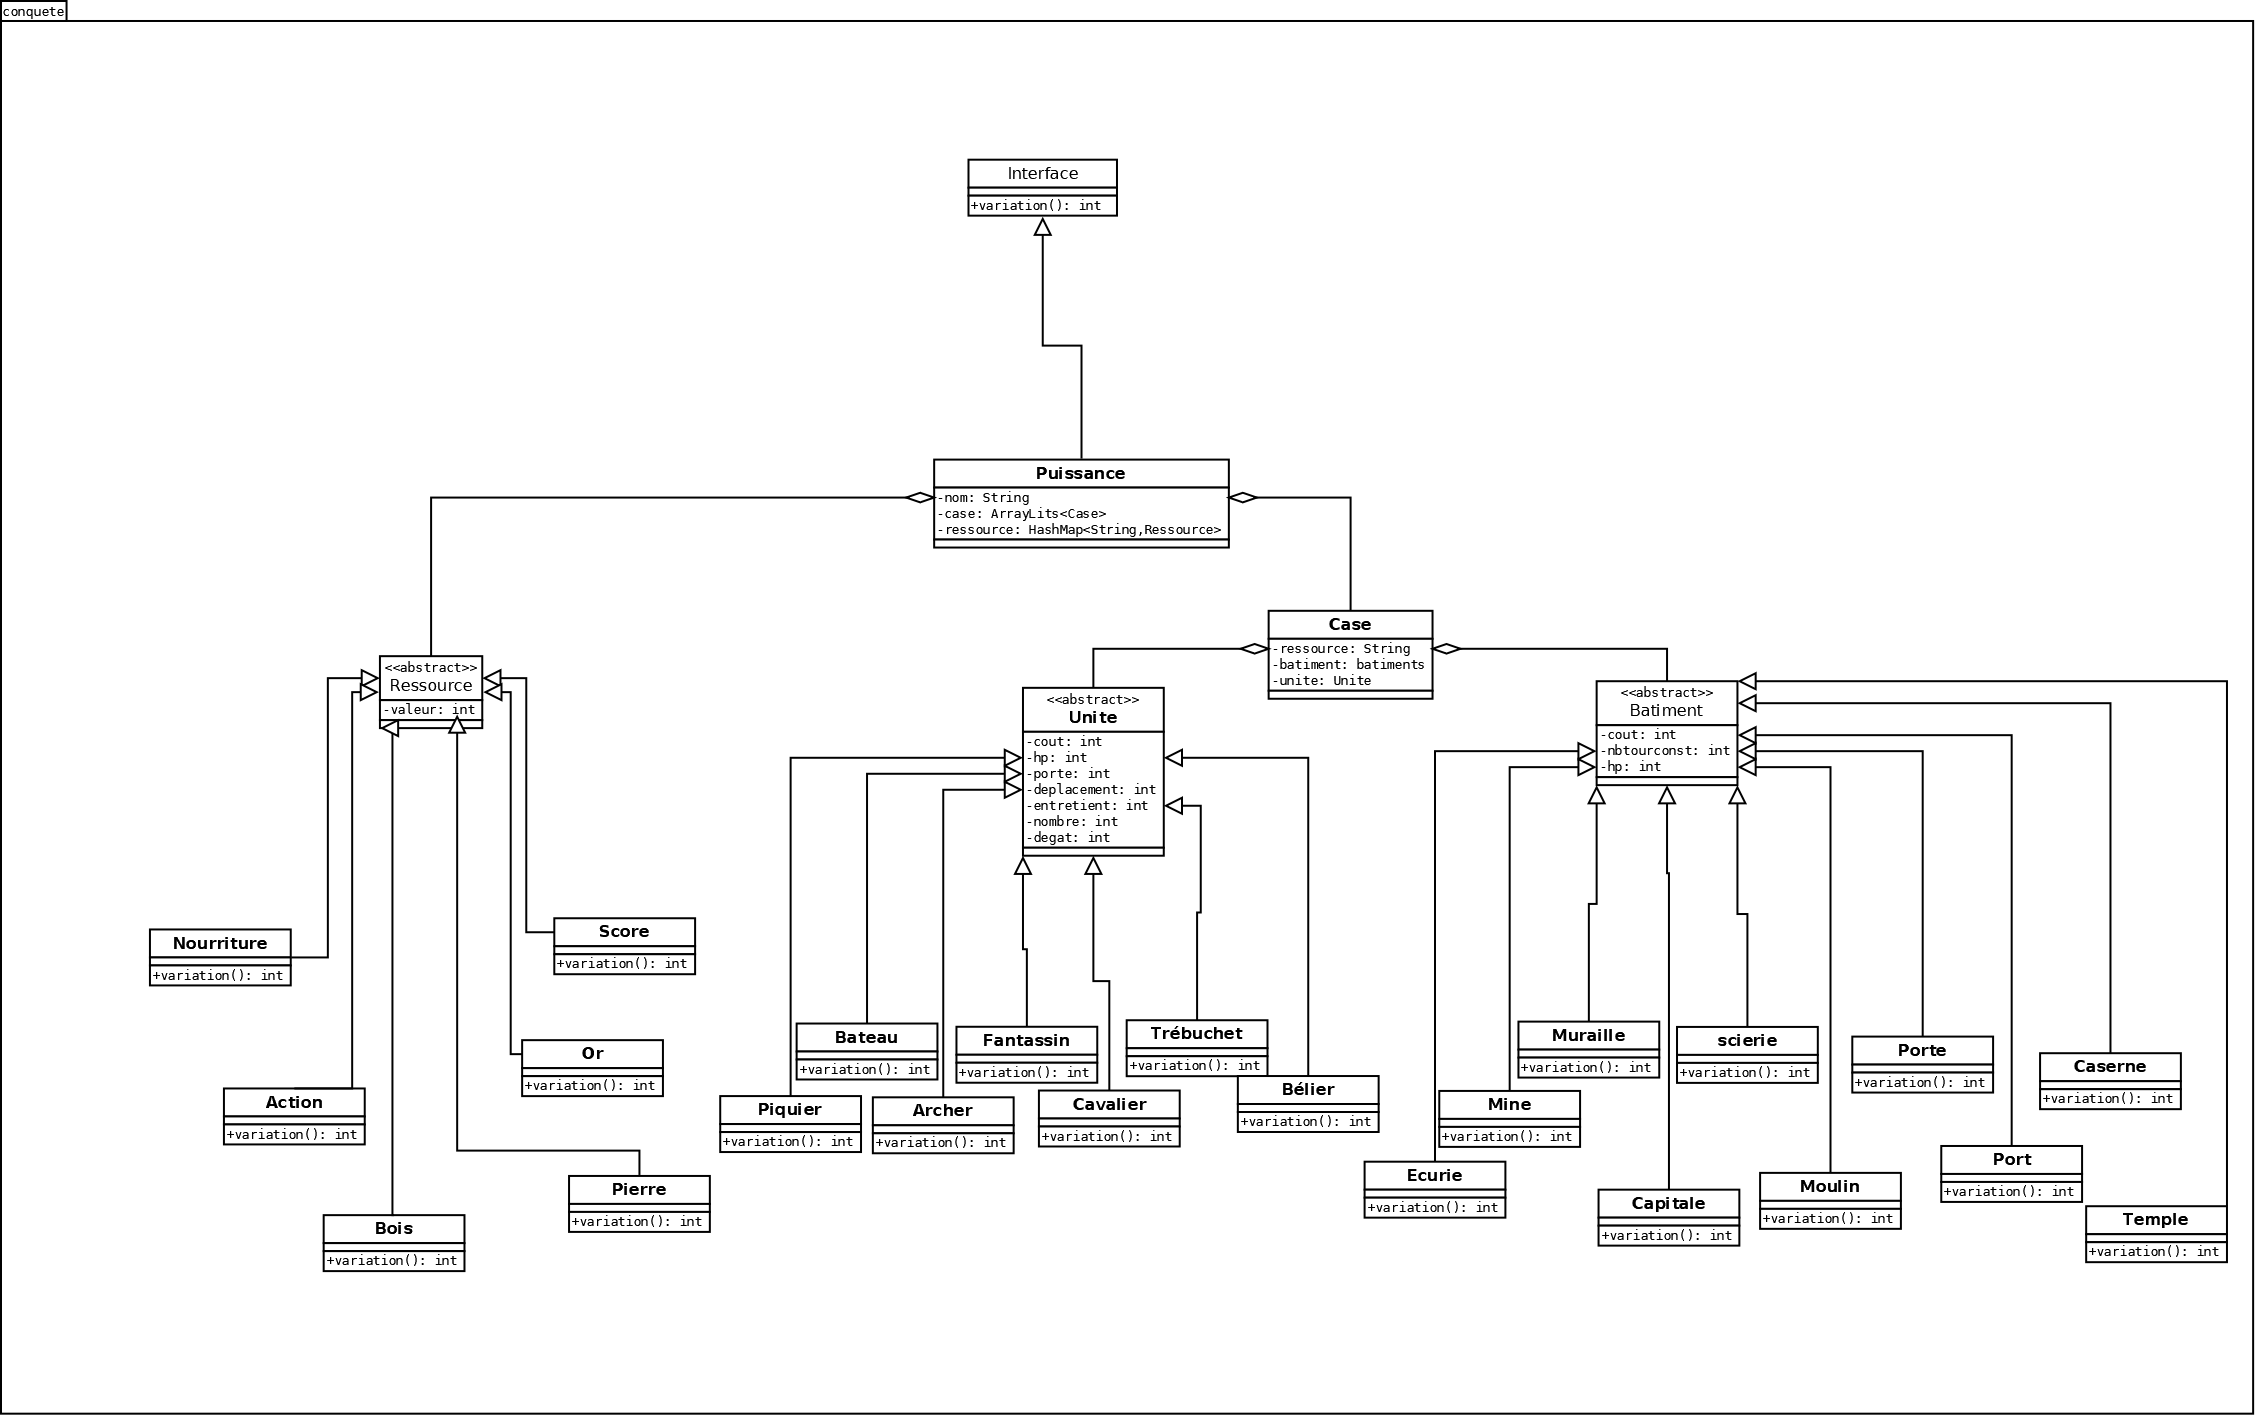 conquete
Interface
+variation(): int
Puissance
-nom: String
-case: ArrayLits<Case>
-ressource: HashMap<String,Ressource>
Case
-ressource: String
-batiment: batiments
-unite: Unite
<<abstract>>
Ressource
-valeur: int
<<abstract>>
Unite
-cout: int
-hp: int
-porte: int
-deplacement: int
-entretient: int
-nombre: int
-degat: int
<<abstract>>
Batiment
-cout: int
-nbtourconst: int
-hp: int
Nourriture
+variation(): int
Score
+variation(): int
Or
+variation(): int
Action
+variation(): int
Pierre
+variation(): int
Bois
+variation(): int
Bateau
+variation(): int
Fantassin
+variation(): int
Trébuchet
+variation(): int
Piquier
+variation(): int
Archer
+variation(): int
Cavalier
+variation(): int
Bélier
+variation(): int
Muraille
+variation(): int
scierie
+variation(): int
Porte
+variation(): int
Caserne
+variation(): int
Mine
+variation(): int
Ecurie
+variation(): int
Capitale
+variation(): int
Moulin
+variation(): int
Port
+variation(): int
Temple
+variation(): int